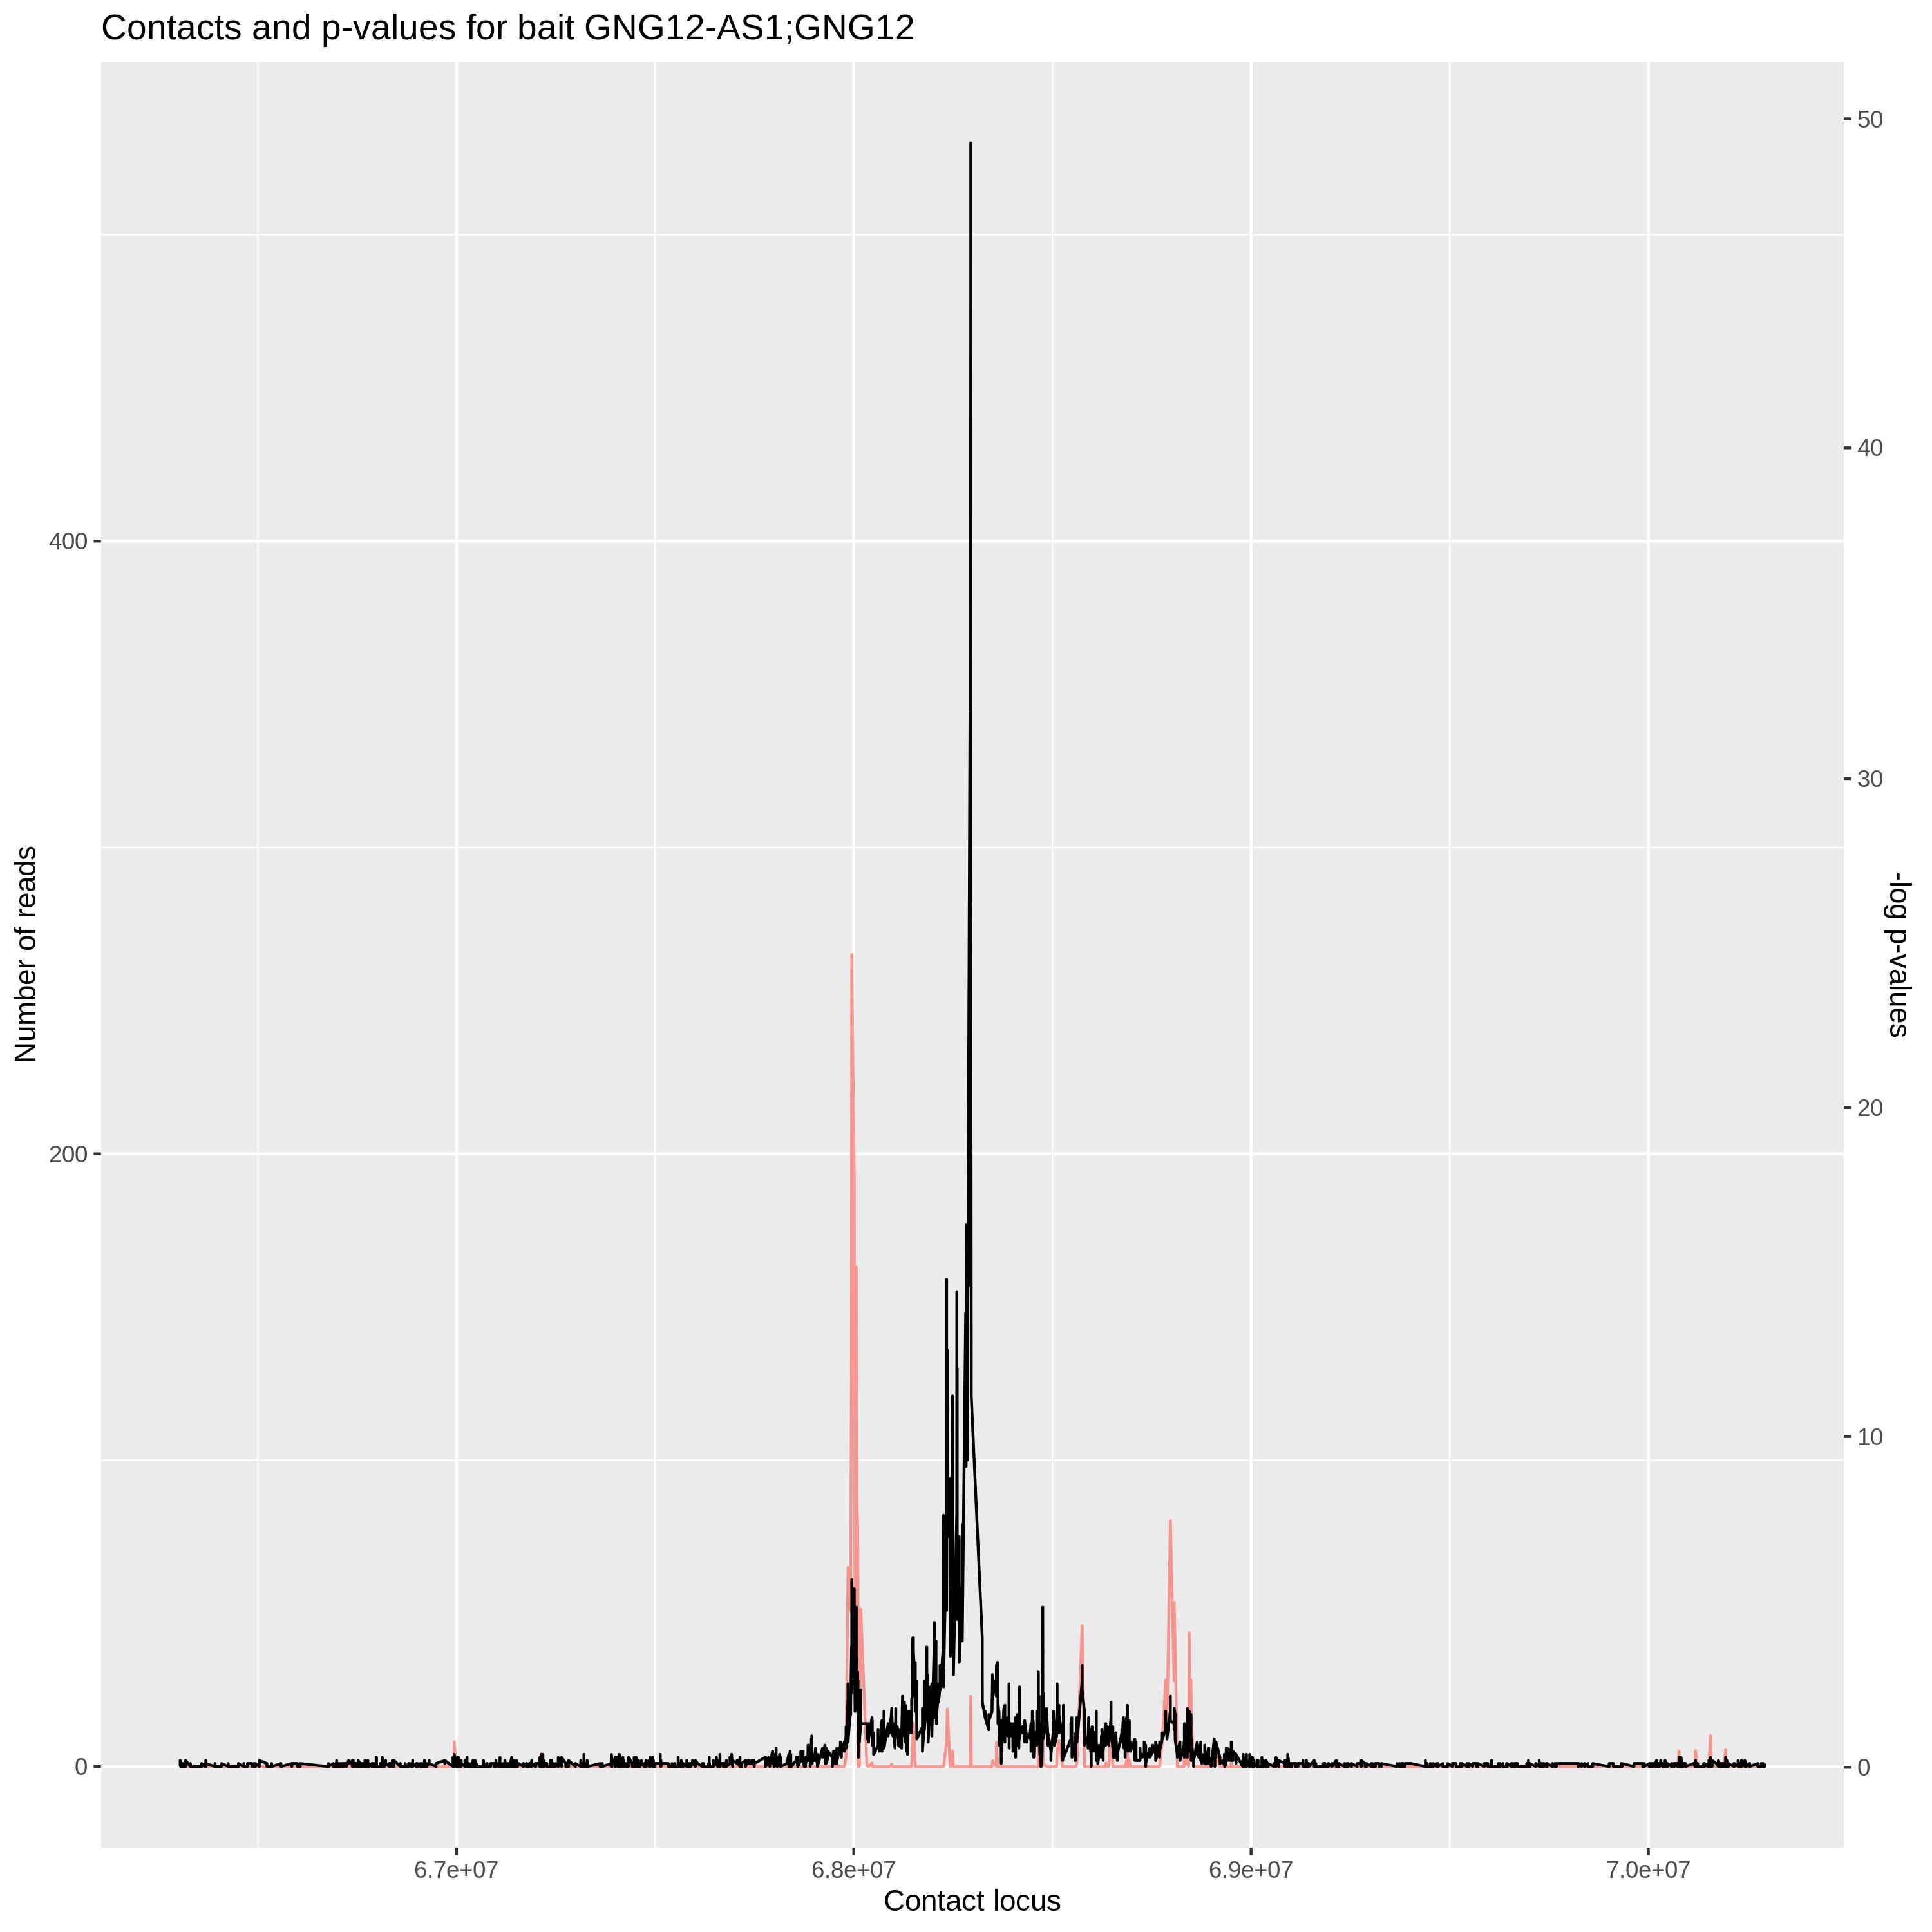 Contacts and p-values for bait GNG12-AS1;GNG12
50
40
400
30
Number of reads
-log p-values
20
200
10
0
0
6.7e+07 6.8e+07 6.9e+07 7.0e+07
Contact locus